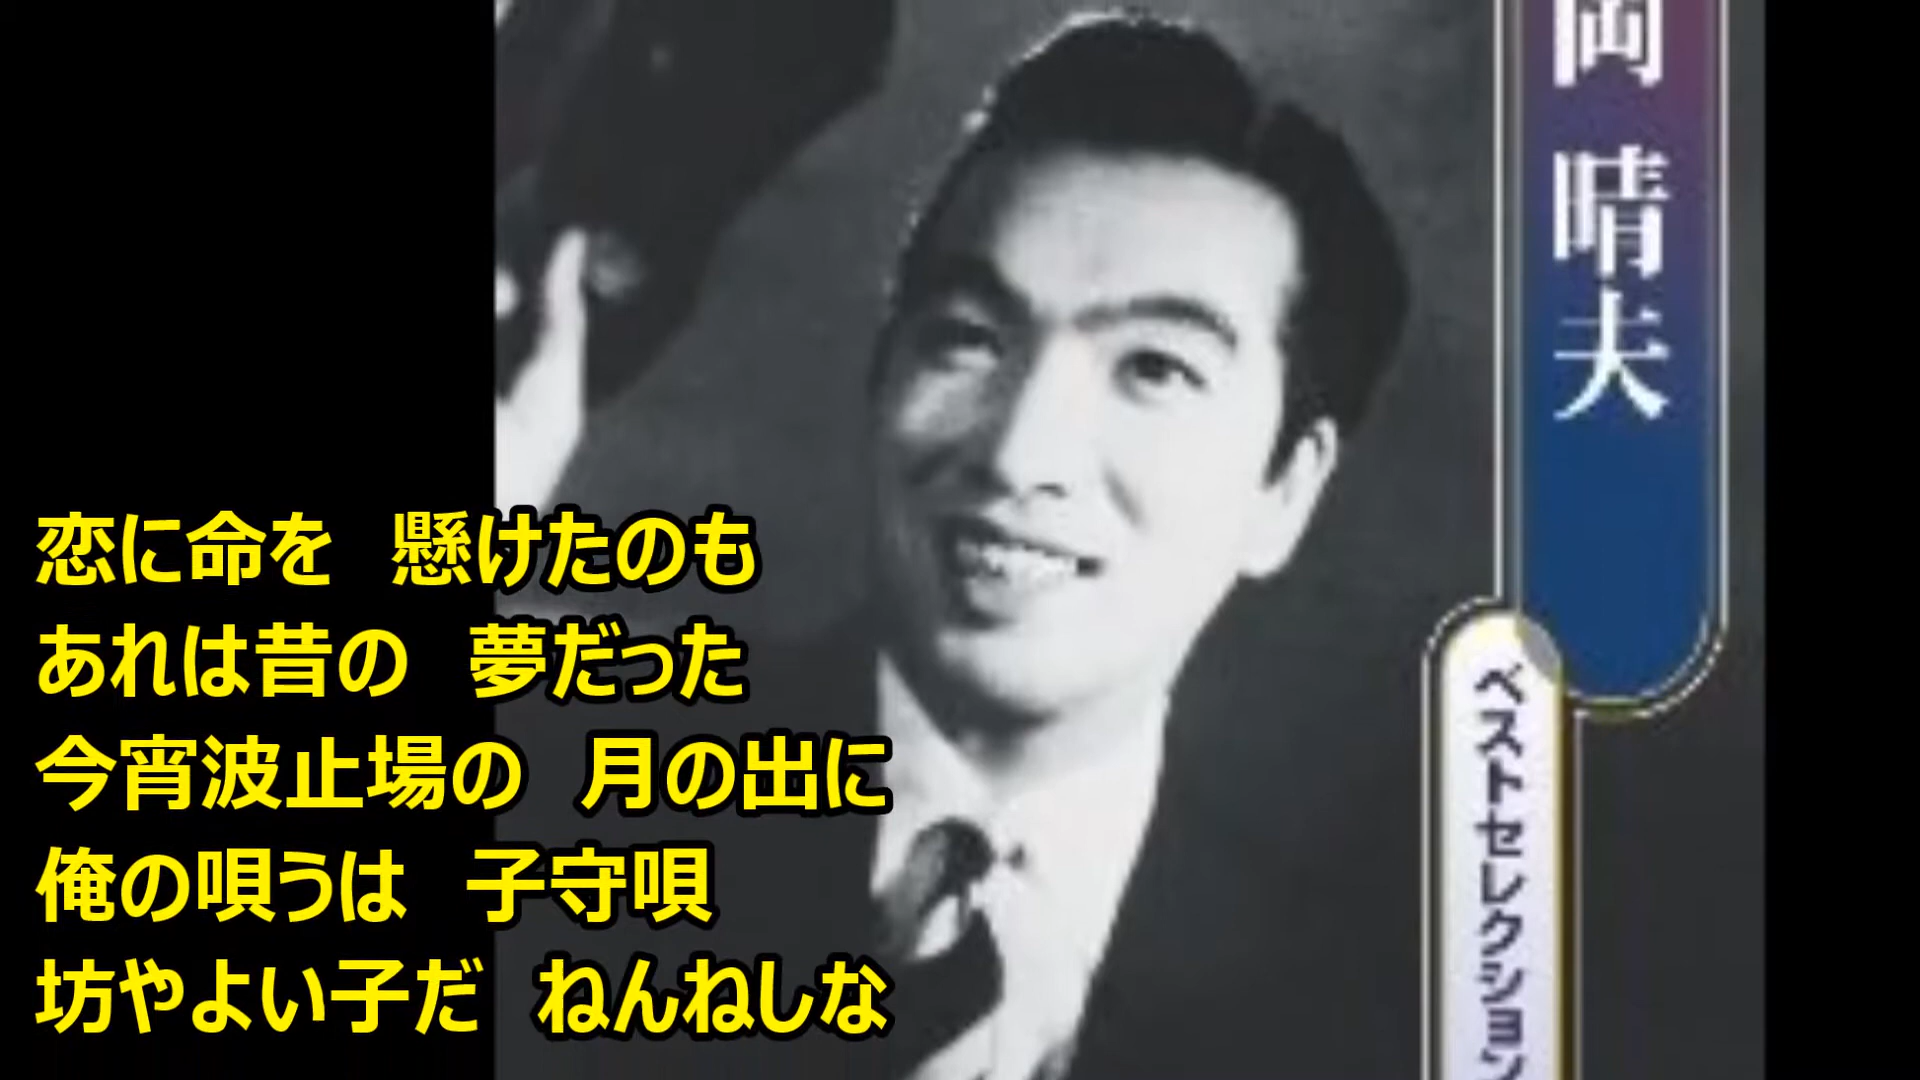 恋に命を　懸けたのも
あれは昔の　夢だった
今宵波止場の　月の出に
俺の唄うは　子守唄
坊やよい子だ　ねんねしな
岡 晴夫
ベストセレクション